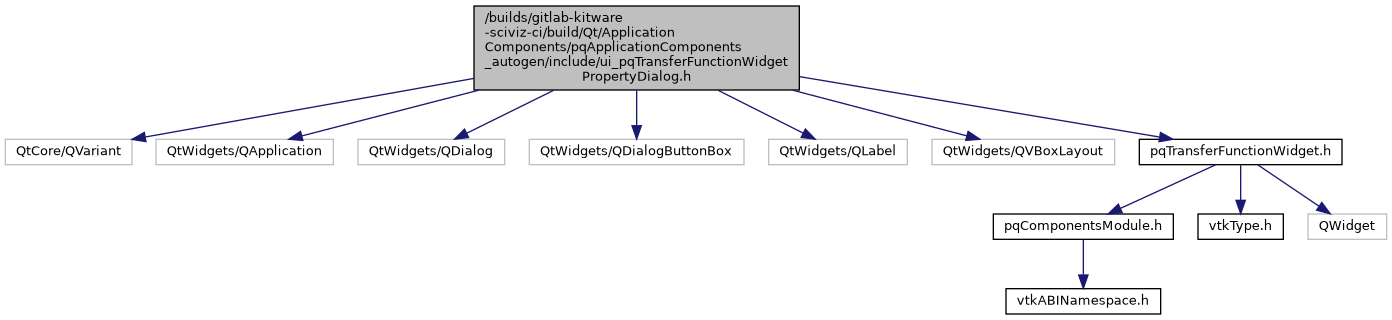 /builds/gitlab-kitware
-sciviz-ci/build/Qt/Application
Components/pqApplicationComponents
_autogen/include/ui_pqTransferFunctionWidget
PropertyDialog.h
QtCore/QVariant
QtWidgets/QApplication
QtWidgets/QDialog
QtWidgets/QDialogButtonBox
QtWidgets/QLabel
QtWidgets/QVBoxLayout
pqTransferFunctionWidget.h
pqComponentsModule.h
vtkType.h
QWidget
vtkABINamespace.h